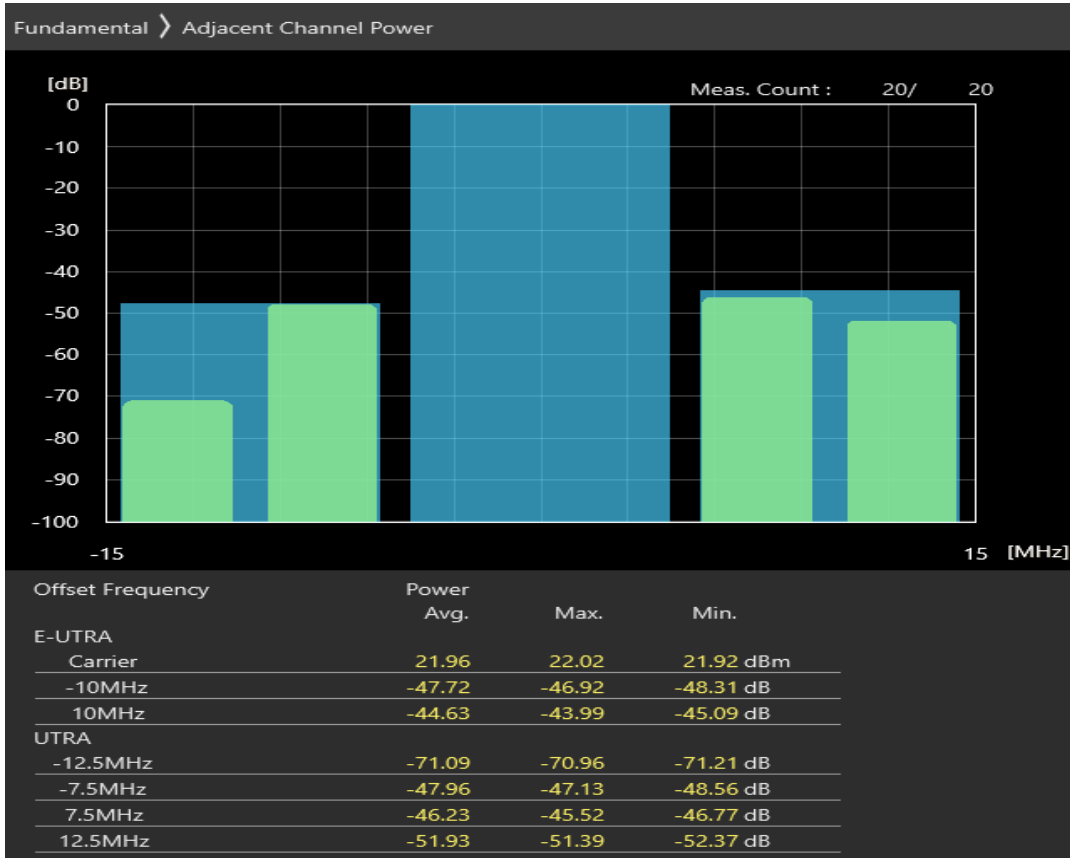 Fundamental 〉 Adjacent Channel Power
[dB]
Meas. Count : 20/ 20
0
-10
-20
-30
-40
-50
-60
-70
-80
-90
-100
-15 15 [MHz]
Offset Frequency Power
Avg. Max. Min.
E-UTRA
Carrier 21.96 22.02 21.92 dBm
-10MHz -47.72 -46.92 -48.31 dB
10MHz -44.63 -43.99 -45.09 dB
UTRA
-12.5MHz -71.09 -70.96 -71.21 dB
-7.5MHz -47.96 -47.13 -48.56 dB
7.5MHz -46.23 -45.52 -46.77 dB
12.5MHz -51.93 -51.39 -52.37 dB